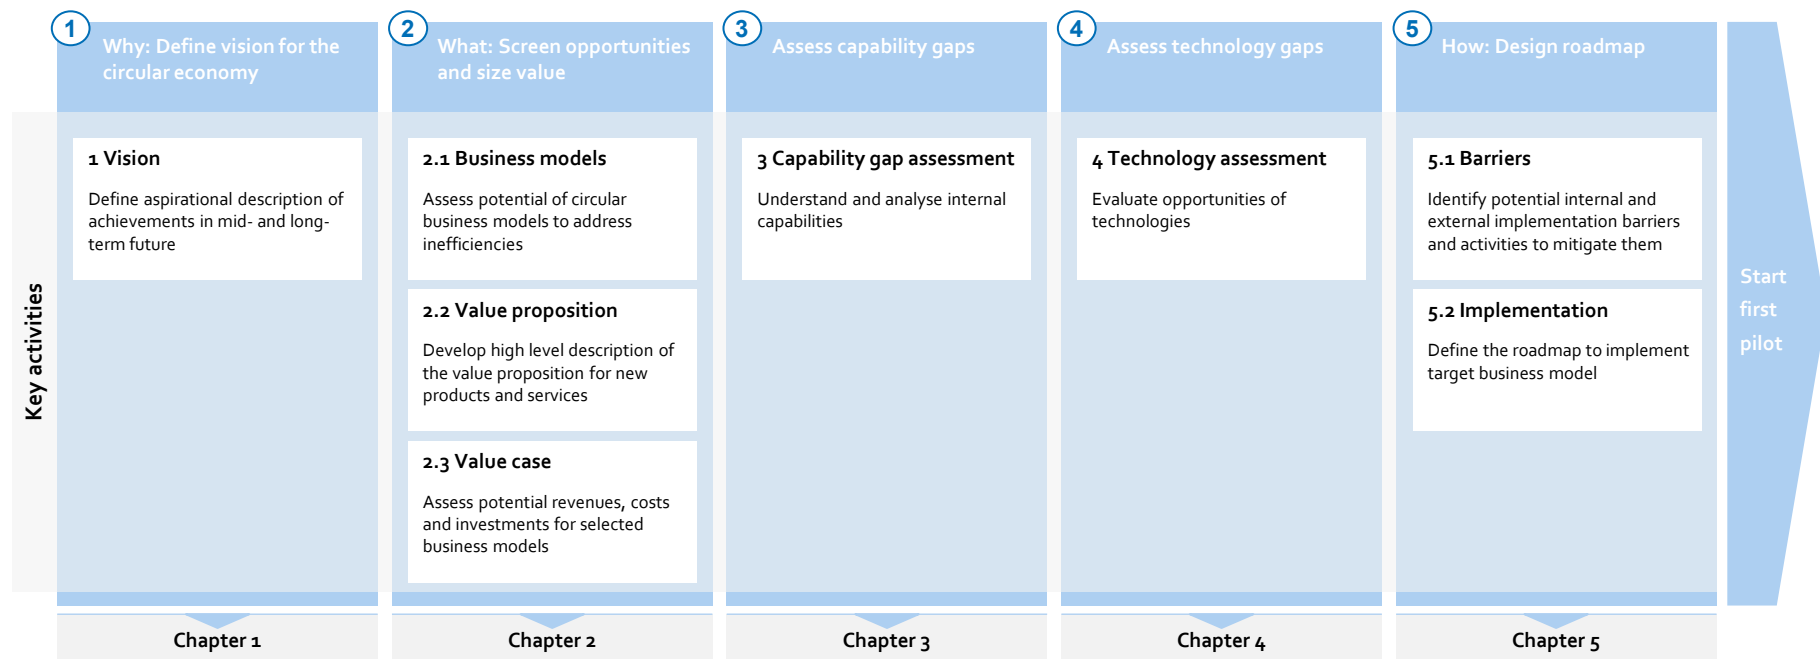 1
Why: Define vision for the
circular economy
2
What: Screen opportunities
and size value
3
Assess capability gaps
4
Assess technology gaps
5
How: Design roadmap
Key activities
1 Vision
Define aspirational description of
achievements in mid- and long-
term future
2.1 Business models
Assess potential of circular
business models to address
inefficiencies
2.2 Value proposition
Develop high level description of
the value proposition for new
products and services
2.3 Value case
Assess potential revenues, costs
and investments for selected
business models
3 Capability gap assessment
Understand and analyse internal
capabilities
4 Technology assessment
Evaluate opportunities of
technologies
5.1 Barriers
Identify potential internal and
external implementation barriers
and activities to mitigate them
5.2 Implementation
Define the roadmap to implement
target business model
Start
first
pilot
Chapter 1
Chapter 2
Chapter 3
Chapter 4
Chapter 5